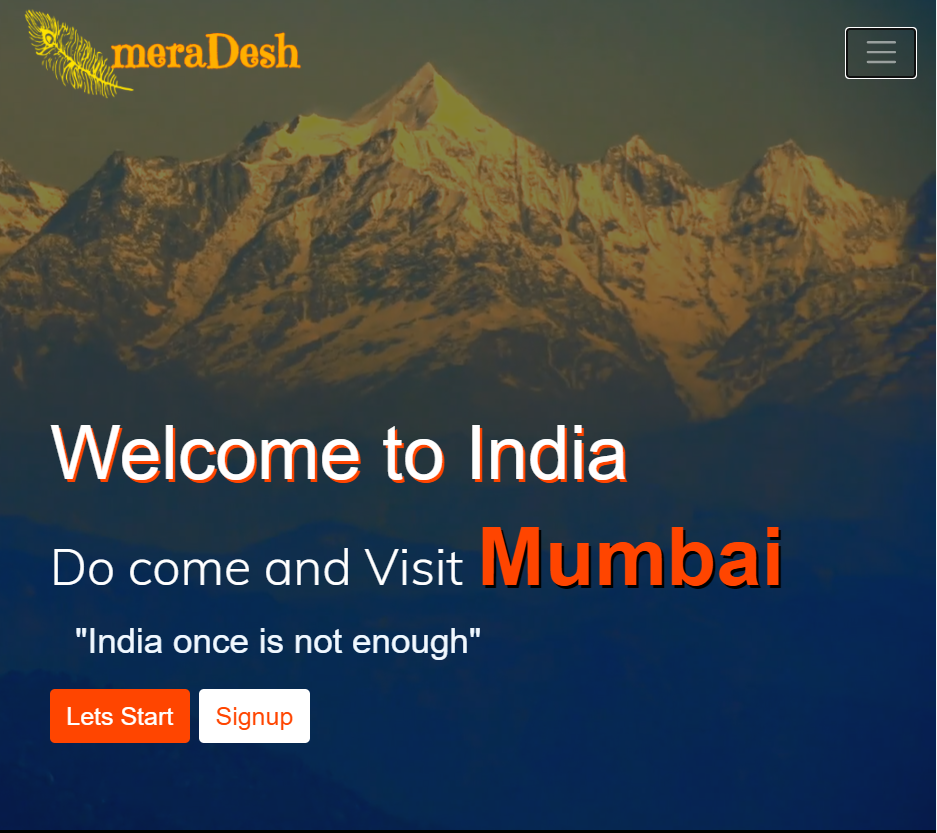 meraDesh
Welcome to India
Do come and Visit Mumbai
"India once is not enough"
Lets Start Signup